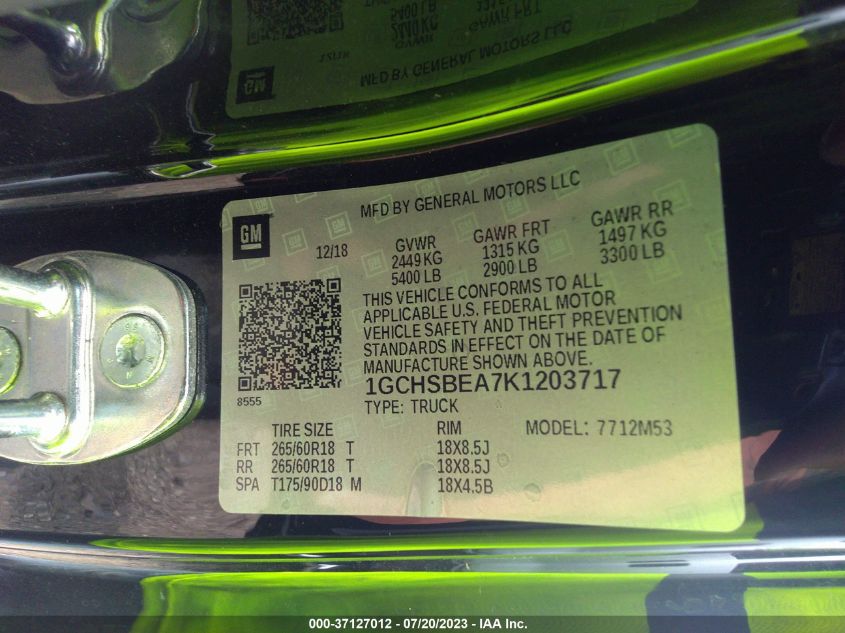 MFD BY GENERAL MOTORS LLC
GM
12/18
GVWR GAWR FRT GAWR RR
2449 KG 1315 KG 1497 KG
5400 LB 2900 LB 3300 LB
THIS VEHICLE CONFORMS TO ALL
APPLICABLE U.S. FEDERAL MOTOR
VEHICLE SAFETY AND THEFT PREVENTION
STANDARDS IN EFFECT ON THE DATE OF
MANUFACTURE SHOWN ABOVE.
8555
1GCHSBEA7K1203717
TYPE: TRUCK
TIRE SIZE RIM MODEL: 7712M53
FRT 265/60R18 T 18X8.5J
RR 265/60R18 T 18X8.5J
SPA T175/90D18 M 18X4.5B
000-37127012 - 07/20/2023 - IAA Inc.